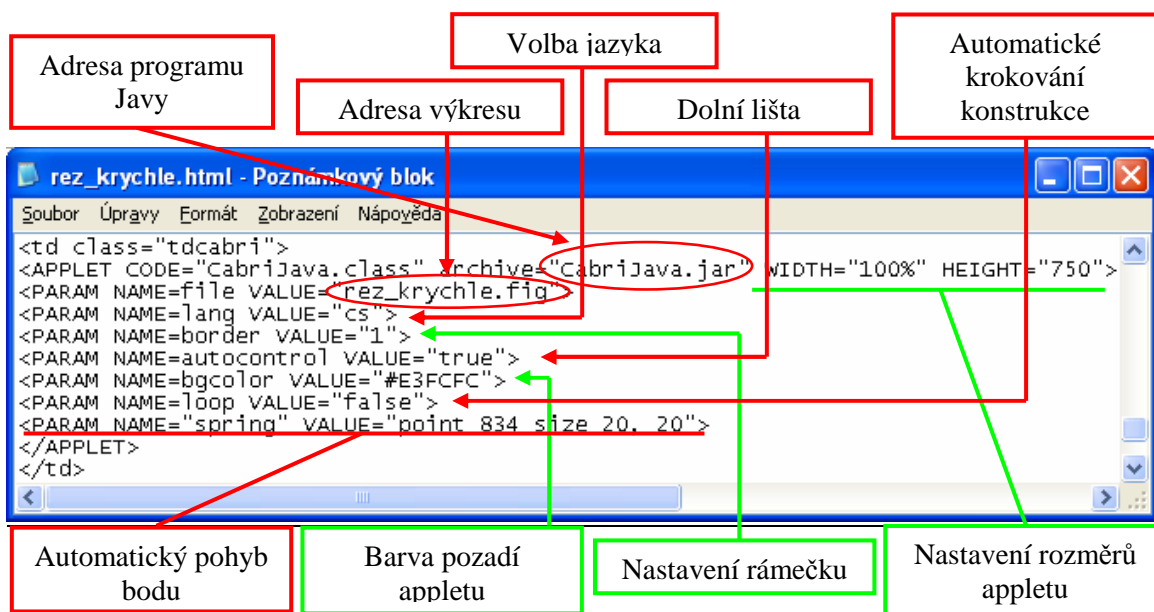 Volba jazyka
Automatické
krokování
konstrukce
Adresa programu
Javy
Adresa výkresu
Dolní lišta
rez_krychle.html - Poznámkový blok
Soubor Úpravy Formát Zobrazení Nápověda
<td class="tdcabri">
<APPLET CODE="CabriJava.class" archive="CabriJava.jar" WIDTH="100%" HEIGHT="750">
<PARAM NAME=file VALUE="rez_krychle.fig">
<PARAM NAME=lang VALUE="cs">
<PARAM NAME=border VALUE="1">
<PARAM NAME=autocontrol VALUE="true">
<PARAM NAME=bgcolor VALUE="#E3FCFC">
<PARAM NAME=loop VALUE="false">
<PARAM NAME="spring" VALUE="point 834 size 20, 20">
</APPLET>
</td>
Automatický pohyb
bodu
Barva pozadí
appletu
Nastavení rámečku
Nastavení rozměrů
appletu